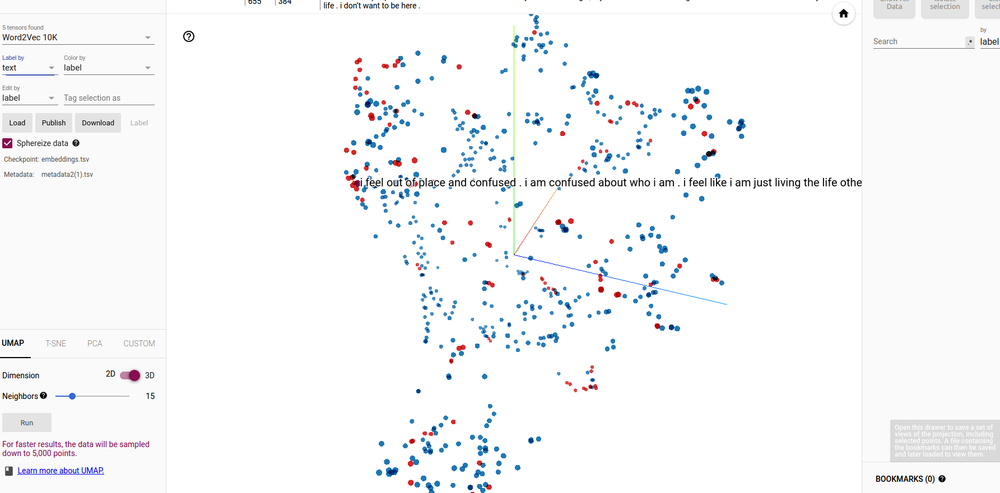 655
384
life . i don't want to be here .
5 tensors found
Word2Vec 10K
Label by
text
Color by
label
Edit by
label
Tag selection as
Load
Publish
Download
Label
Sphereize data
Checkpoint: embeddings.tsv
Metadata: metadata2(1).tsv
i feel out of place and confused . i am confused about who i am . i feel like i am just living the life othe
UMAP
T-SNE
PCA
CUSTOM
Dimension
2D
3D
Neighbors
15
Run
For faster results, the data will be sampled
down to 5,000 points.
Learn more about UMAP.
Data
selection
selec
Search
.*
by
label
Open this drawer to save a set of
views of the projection, including
selected points. A file containing
the bookmarks can then be saved
and later loaded to view them.
BOOKMARKS (0)